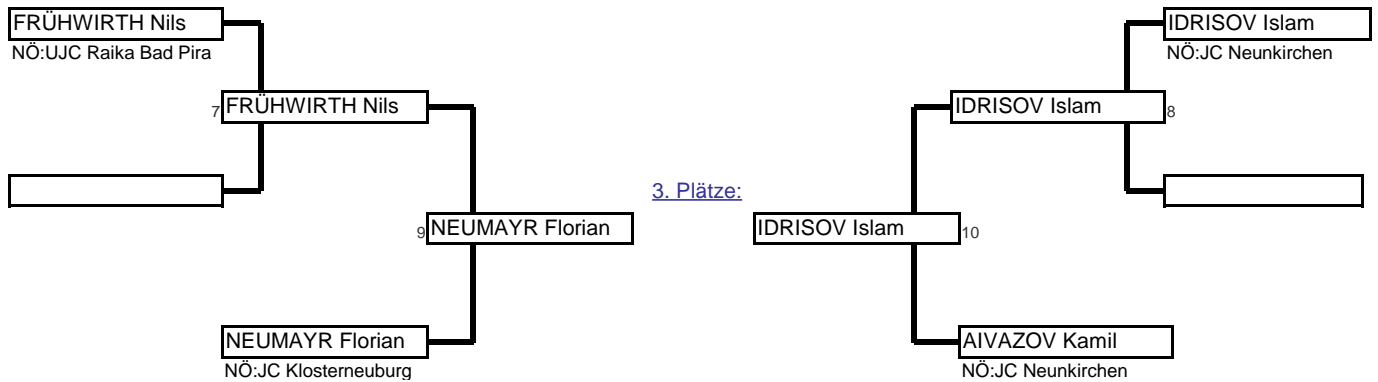 FRÜHWIRTH Nils
NÖ:UJC Raika Bad Pira
7 FRÜHWIRTH Nils
9 NEUMAYR Florian
NEUMAYR Florian
NÖ:JC Klosterneuburg
3. Plätze:
IDRISOV Islam
NÖ:JC Neunkirchen
IDRISOV Islam 8
IDRISOV Islam 10
AIVAZOV Kamil
NÖ:JC Neunkirchen